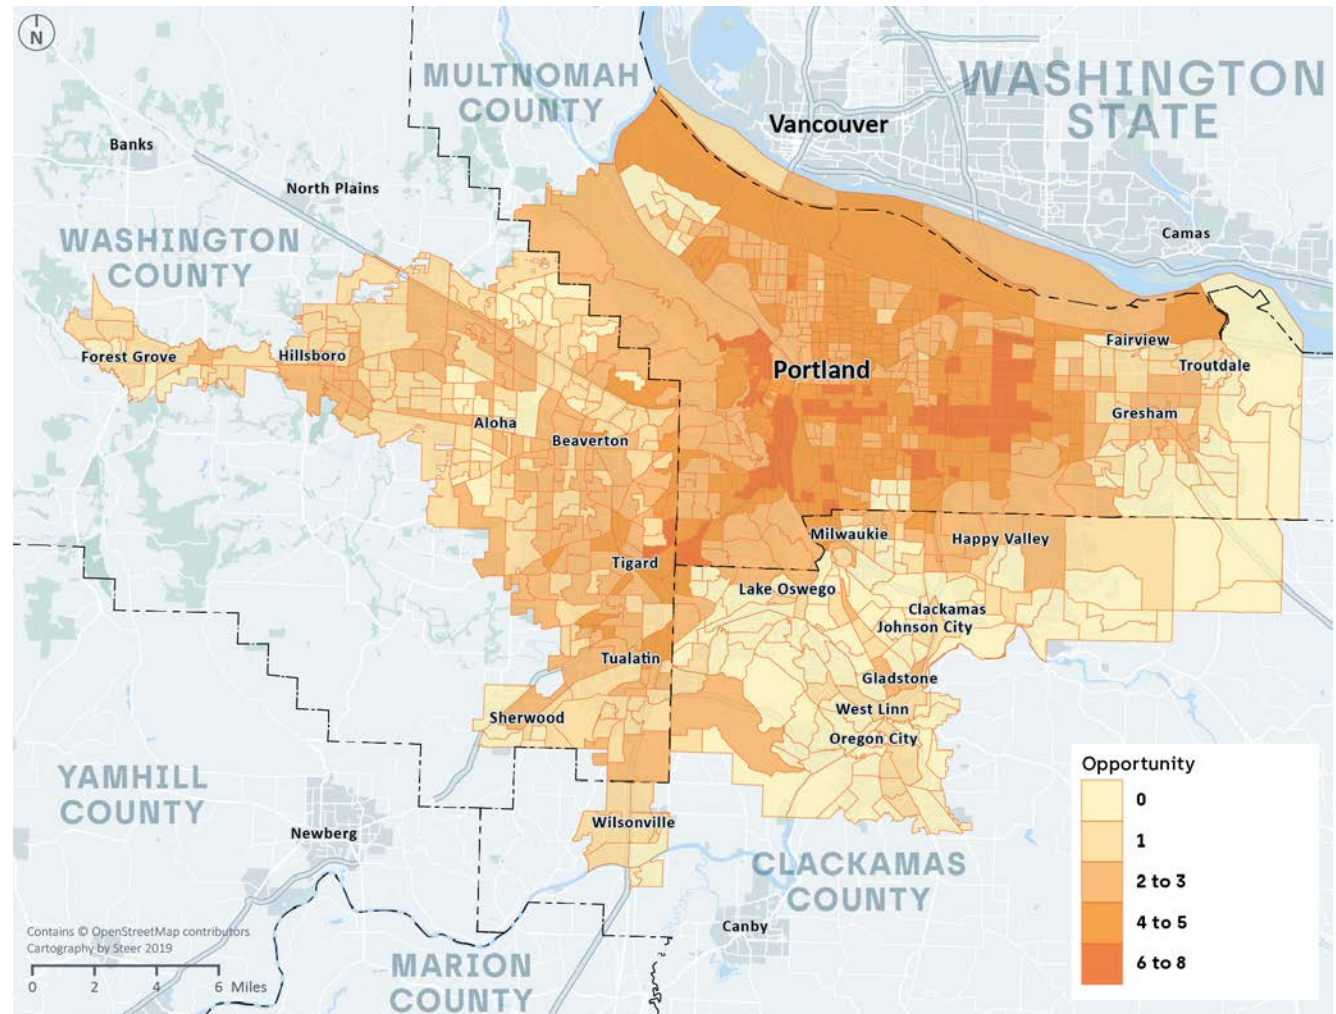 N
MULTNOMAH
COUNTY
WASHINGTON
STATE
Vancouver
Banks
North Plains
WASHINGTON
COUNTY
Camas
Fairview
Forest Grove
Hillsboro
Portland
Troutdale
Aloha
Gresham
Beaverton
Milwaukie
Happy Valley
Tigard
Lake Oswego
Clackamas
Johnson City
Tualatin
Gladstone
Sherwood
West Linn
Oregon City
YAMHILL
COUNTY
Newberg
Wilsonville
CLACKAMAS
COUNTY
Canby
MARION
COUNTY
Opportunity
0
1
2 to 3
4 to 5
6 to 8
Contains © OpenStreetMap contributors
Cartography by Steer 2019
0 2 4 6 Miles